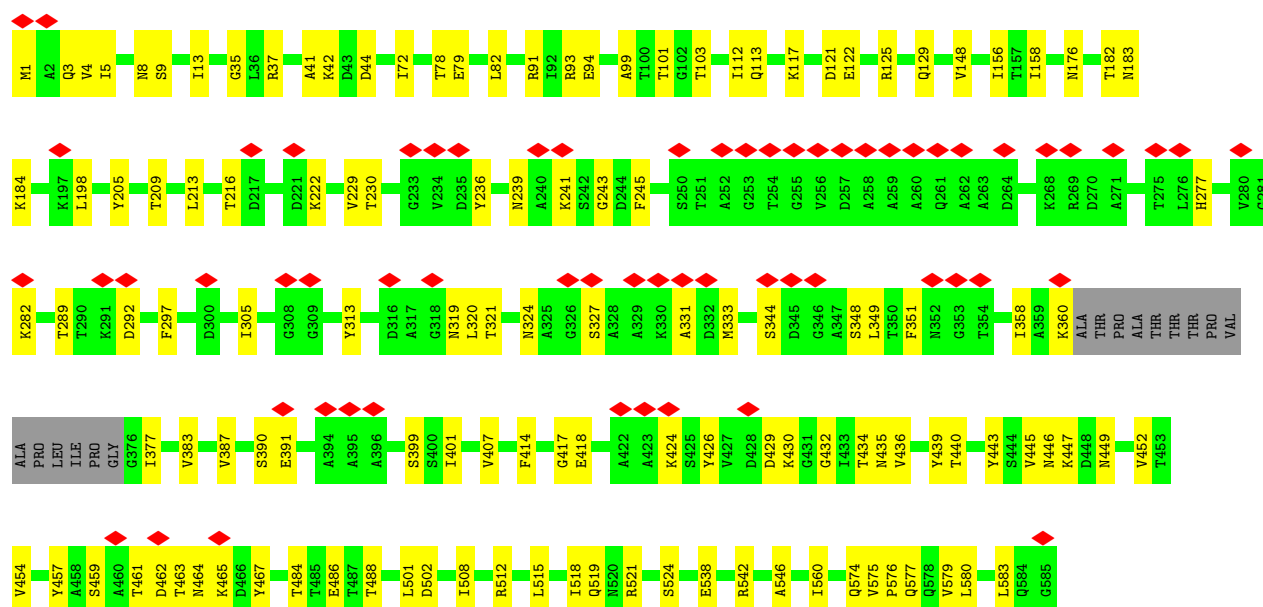 M1 A2 Q3 V4 I5 N8 S9 I13 G35 L36 R37 A41 K42 D43 D44 I72 T78 E79 L82 R91 I92 R93 E94 A99 T100 T101 G102 T103 I112 Q113 K117 D121 E122 R125 Q129 V148 I156 T157 I158 N176 T182 N183
K184 K197 L198 Y205 T209 L213 T216 D217 D221 K222 V229 T230 G233 V234 D235 Y236 N239 A240 K241 S242 G243 D244 F245 S250 T251 A252 G253 T254 G255 V256 D257 A258 A259 A260 Q261 A262 A263 D264 K268 R269 D270 A271 T275 L276 H277 V280 G281
K282 T289 T290 K291 D292 F297 D300 I305 G308 G309 Y313 D316 A317 G318 N319 L320 T321 N324 A325 G326 S327 A328 A329 K330 A331 D332 M333 S344 D345 G346 A347 S348 L349 T350 F351 N352 G353 T354 I358 A359 K360 ALA THR PRO ALA THR THR THR PRO VAL
ALA PRO LEU ILE PRO GLY G376 I377 V383 V387 S390 E391 A394 A395 A396 S399 S400 I401 V407 F414 G417 E418 A422 A423 K424 S425 Y426 V427 D428 D429 K430 G431 G432 I433 T434 N435 V436 Y439 T440 Y443 S444 V445 N446 K447 D448 N449 V452 T453
V454 Y457 A458 S459 A460 T461 D462 T463 N464 K465 D466 Y467 T484 T485 E486 T487 T488 L501 D502 I508 R512 L515 I518 Q519 N520 R521 S524 E538 R542 A546 I560 Q574 V575 P576 Q577 Q578 V579 L580 L583 Q584 G585